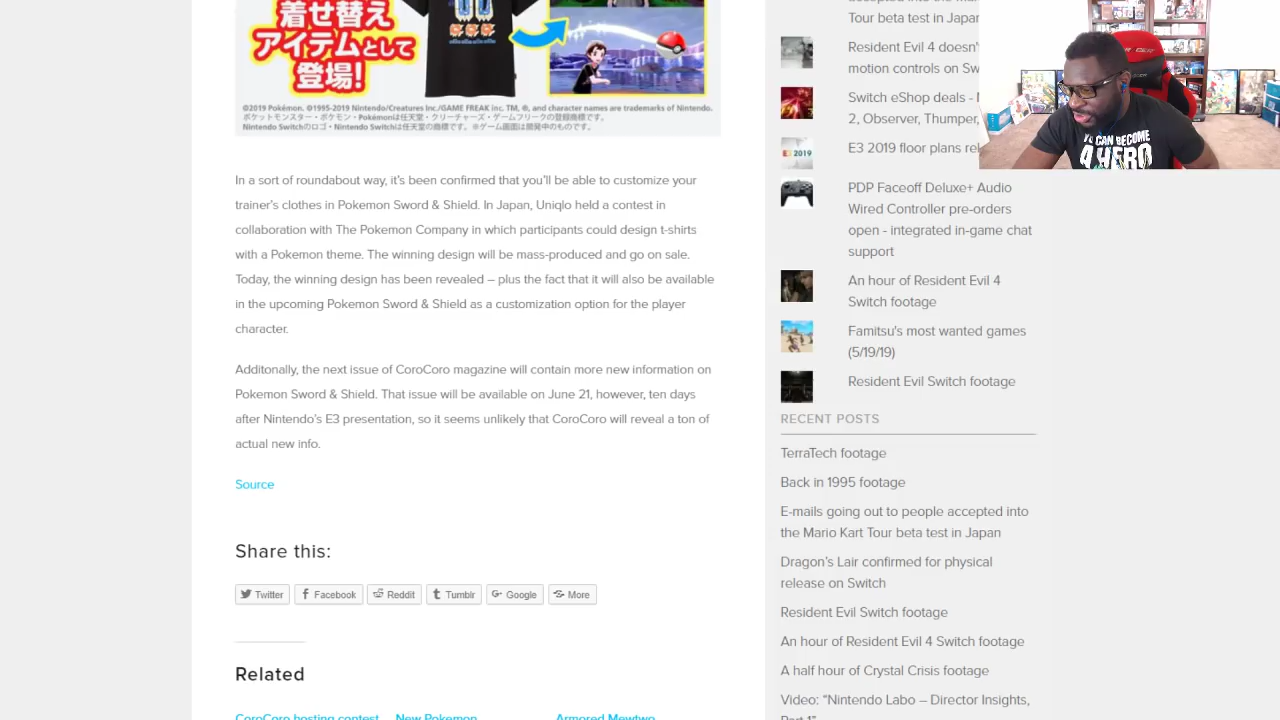 着せ替え
アイテムとして
登場!
©2019 Pokémon. ©1995-2019 Nintendo/Creatures Inc./GAME FREAK inc. TM, ®, and character names are trademarks of Nintendo.
ポケットモンスター・ポケモン・Pokémonは任天堂・クリーチャーズ・ゲームフリークの登録商標です。
Nintendo Switchのロゴ・Nintendo Switchは任天堂の商標です。※ゲーム画面は開発中のものです。
In a sort of roundabout way, it's been confirmed that you'll be able to customize your
trainer's clothes in Pokemon Sword & Shield. In Japan, Uniqlo held a contest in
collaboration with The Pokemon Company in which participants could design t-shirts
with a Pokemon theme. The winning design will be mass-produced and go on sale.
Today, the winning design has been revealed – plus the fact that it will also be available
in the upcoming Pokemon Sword & Shield as a customization option for the player
character.
Additonally, the next issue of CoroCoro magazine will contain more new information on
Pokemon Sword & Shield. That issue will be available on June 21, however, ten days
after Nintendo's E3 presentation, so it seems unlikely that CoroCoro will reveal a ton of
actual new info.
Source
Share this:
Twitter
Facebook
Reddit
Tumblr
Google
More
Related
CoroCoro hosting contest
New Pokemon
Armored Mewtwo
Tour beta test in Japan
Resident Evil 4 doesn't
motion controls on Sw
2, Observer, Thumper,
E3 2019 floor plans
E3 2019
PDP Faceoff Deluxe+ Audio
Wired Controller pre-orders
open - integrated in-game chat
support
An hour of Resident Evil 4
Switch footage
Famitsu's most wanted games
(5/19/19)
Resident Evil Switch footage
RECENT POSTS
TerraTech footage
Back in 1995 footage
E-mails going out to people accepted into
the Mario Kart Tour beta test in Japan
Dragon's Lair confirmed for physical
release on Switch
Resident Evil Switch footage
An hour of Resident Evil 4 Switch footage
A half hour of Crystal Crisis footage
Video: "Nintendo Labo – Director Insights,
Part 1"
YOU CAN BECOME
A HERO